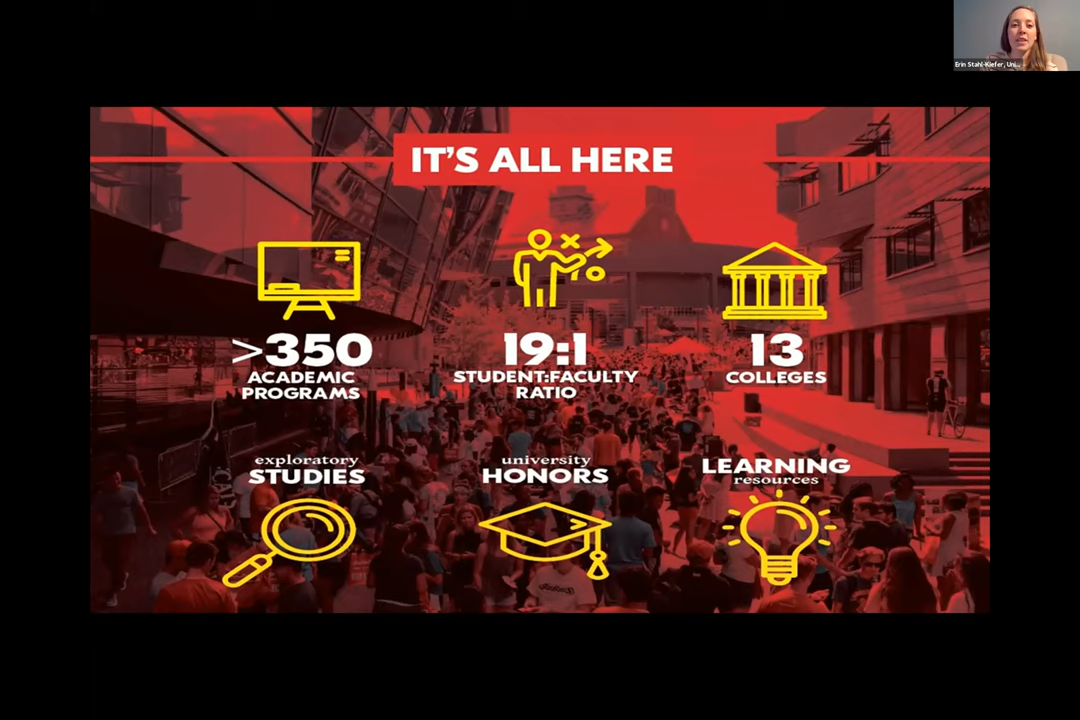 Erin Stahl-Kiefer, Uni...
IT'S ALL HERE
>350
ACADEMIC
PROGRAMS
19:1
STUDENT:FACULTY
RATIO
13
COLLEGES
exploratory
STUDIES
university
HONORS
LEARNING
resources